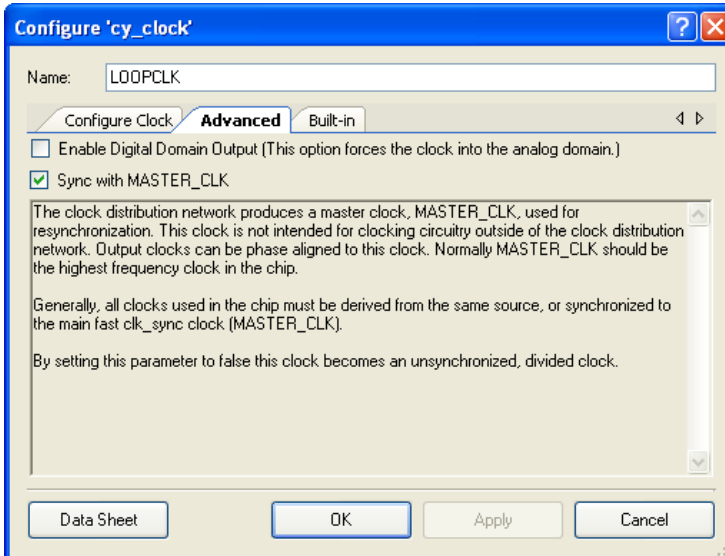 Configure 'cy_clock'
Name: LOOPCLK
Configure Clock Advanced Built-in
Enable Digital Domain Output (This option forces the clock into the analog domain.)
Sync with MASTER_CLK
The clock distribution network produces a master clock, MASTER_CLK, used for
resynchronization. This clock is not intended for clocking circuitry outside of the clock distribution
network. Output clocks can be phase aligned to this clock. Normally MASTER_CLK should be
the highest frequency clock in the chip.
Generally, all clocks used in the chip must be derived from the same source, or synchronized to
the main fast clk_sync clock (MASTER_CLK).
By setting this parameter to false this clock becomes an unsynchronized, divided clock.
Data Sheet OK Apply Cancel